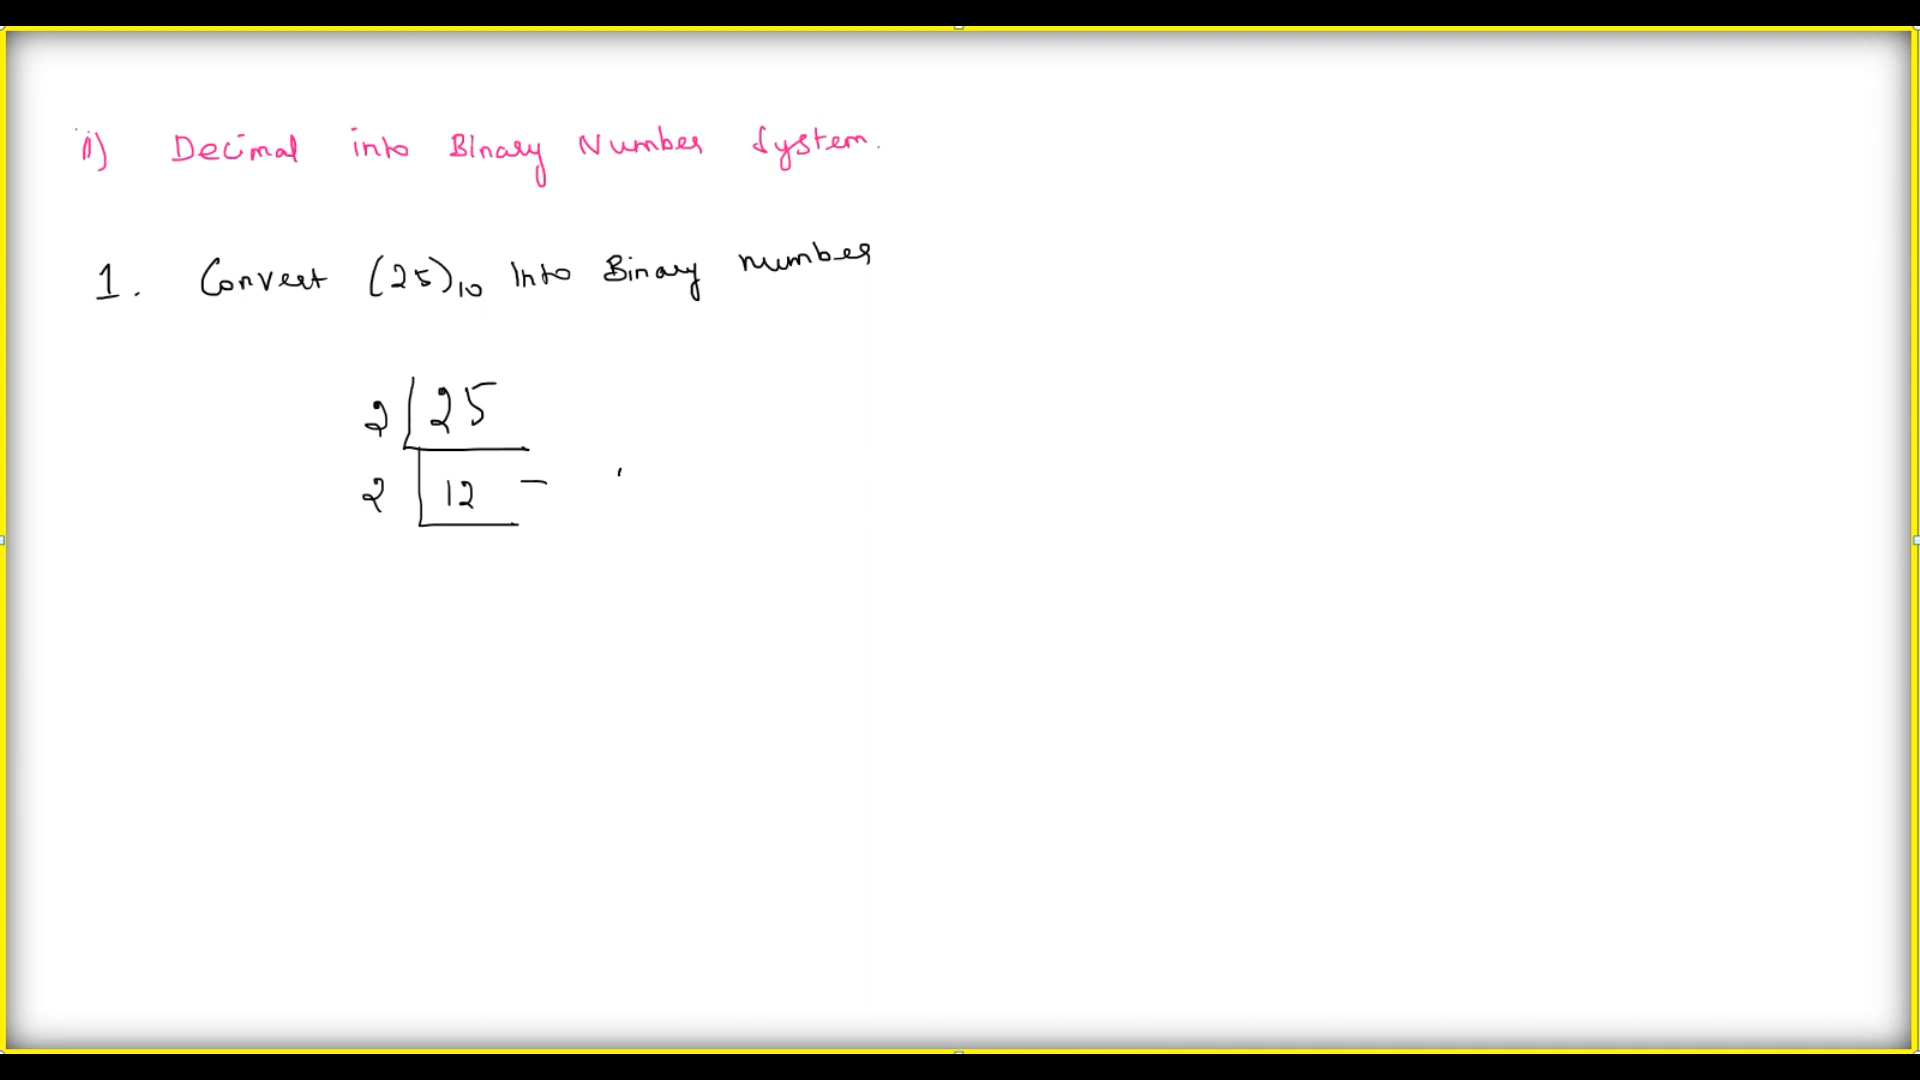 ii) Decimal into Binary Number System.
1. Convert (25)₁₀ Into Binary number
2 | 25
2 | 12 –